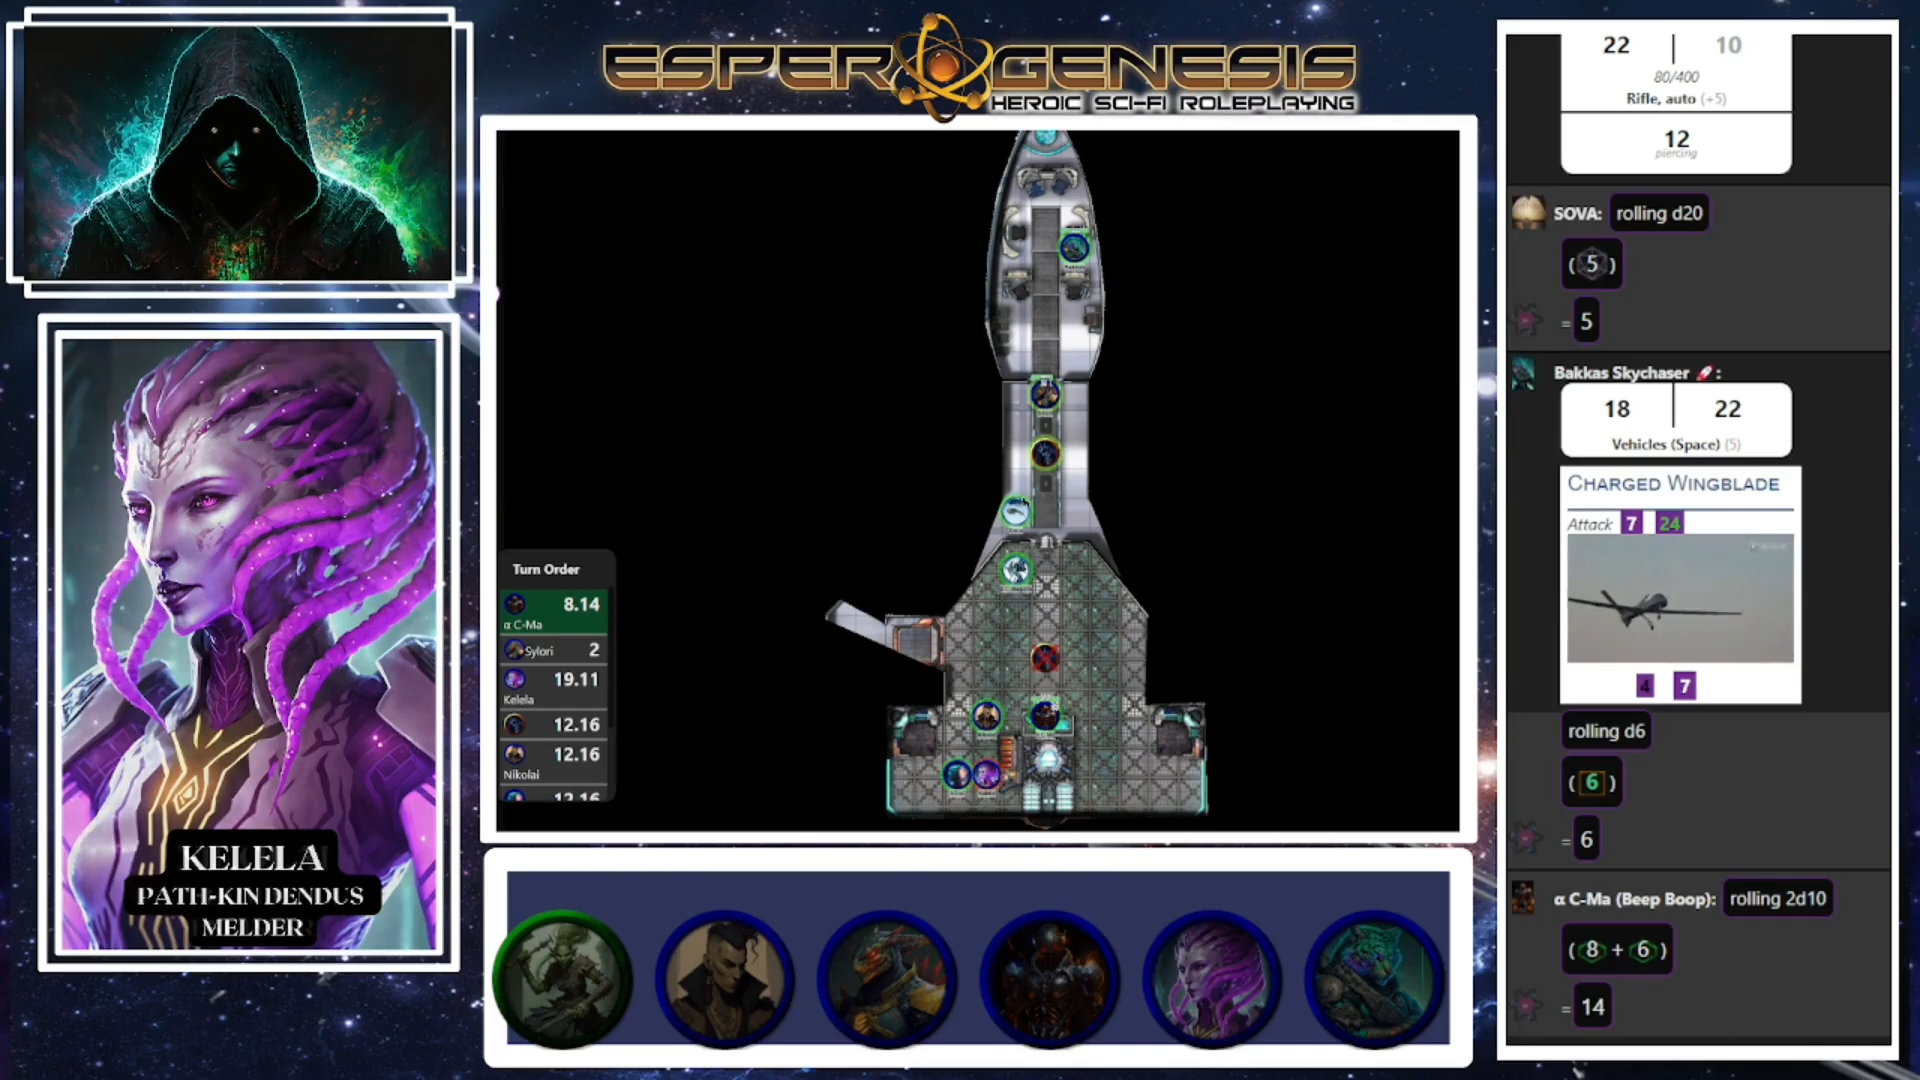 ESPER GENESIS
HEROIC SCI-FI ROLEPLAYING
KELELA
PATH-KIN DENDUS
MELDER
Turn Order
8.14
α C-Ma
Sylori 2
19.11
Kelela
12.16
12.16
Nikolai
12.16
22 | 10
80/400
Rifle, auto (+5)
12
piercing
SOVA: rolling d20
(5)
= 5
Bakkas Skychaser 🚀:
18 22
Vehicles (Space) (5)
CHARGED WINGBLADE
Attack 7 24
4 7
rolling d6
(6)
= 6
α C-Ma (Beep Boop): rolling 2d10
(8 + 6)
= 14